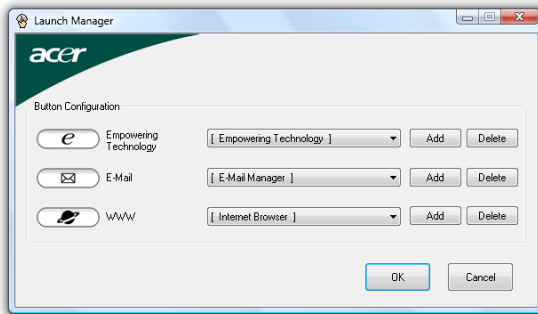 Launch Manager
acer
Button Configuration
e
Empowering
Technology
[ Empowering Technology ]
Add
Delete
E-Mail
[ E-Mail Manager ]
Add
Delete
WWW
[ Internet Browser ]
Add
Delete
OK
Cancel